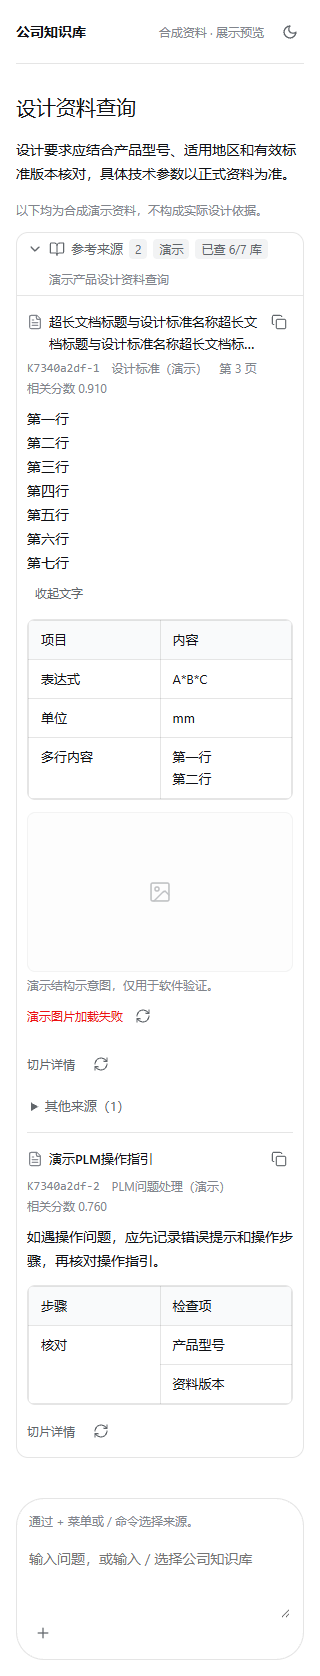 公司知识库
合成资料 · 展示预览
设计资料查询
设计要求应结合产品型号、适用地区和有效标
准版本核对，具体技术参数以正式资料为准。
以下均为合成演示资料，不构成实际设计依据。
参考来源 2 演示 已查 6/7 库
演示产品设计资料查询
超长文档标题与设计标准名称超长文
档标题与设计标准名称超长文档标...
K7340a2df-1 设计标准（演示） 第 3 页
相关分数 0.910
第一行
第二行
第三行
第四行
第五行
第六行
第七行
收起文字
项目 内容
表达式 A*B*C
单位 mm
多行内容 第一行
第二行
演示结构示意图，仅用于软件验证。
演示图片加载失败
切片详情
其他来源（1）
演示PLM操作指引
K7340a2df-2 PLM问题处理（演示）
相关分数 0.760
如遇操作问题，应先记录错误提示和操作步
骤，再核对操作指引。
步骤 检查项
核对 产品型号
资料版本
切片详情
通过 + 菜单或 / 命令选择来源。
输入问题，或输入 / 选择公司知识库